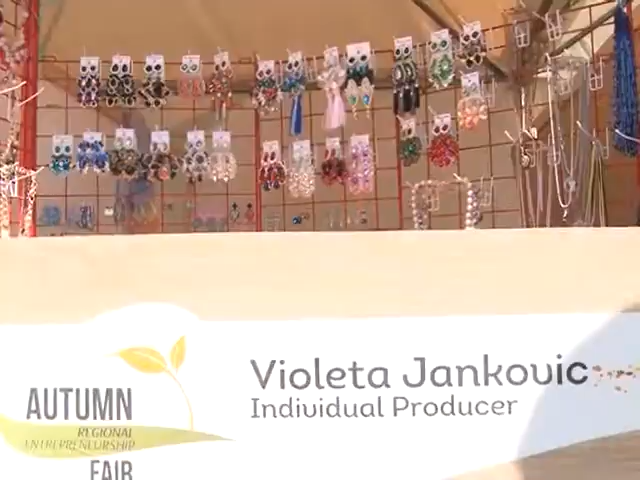 Violeta Jankovic
Individual Producer
AUTUMN
REGIONAL
ENTREPRENEURSHIP
FAIR